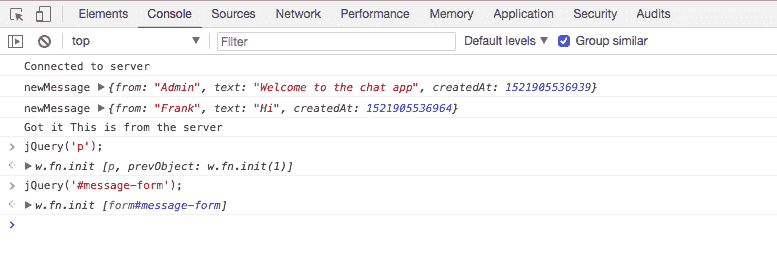 Elements Console Sources Network Performance Memory Application Security Audits
top Filter Default levels Group similar
Connected to server
newMessage {from: "Admin", text: "Welcome to the chat app", createdAt: 1521905536939}
newMessage {from: "Frank", text: "Hi", createdAt: 1521905536964}
Got it This is from the server
jQuery('p');
w.fn.init [p, prevObject: w.fn.init(1)]
jQuery('#message-form');
w.fn.init [form#message-form]